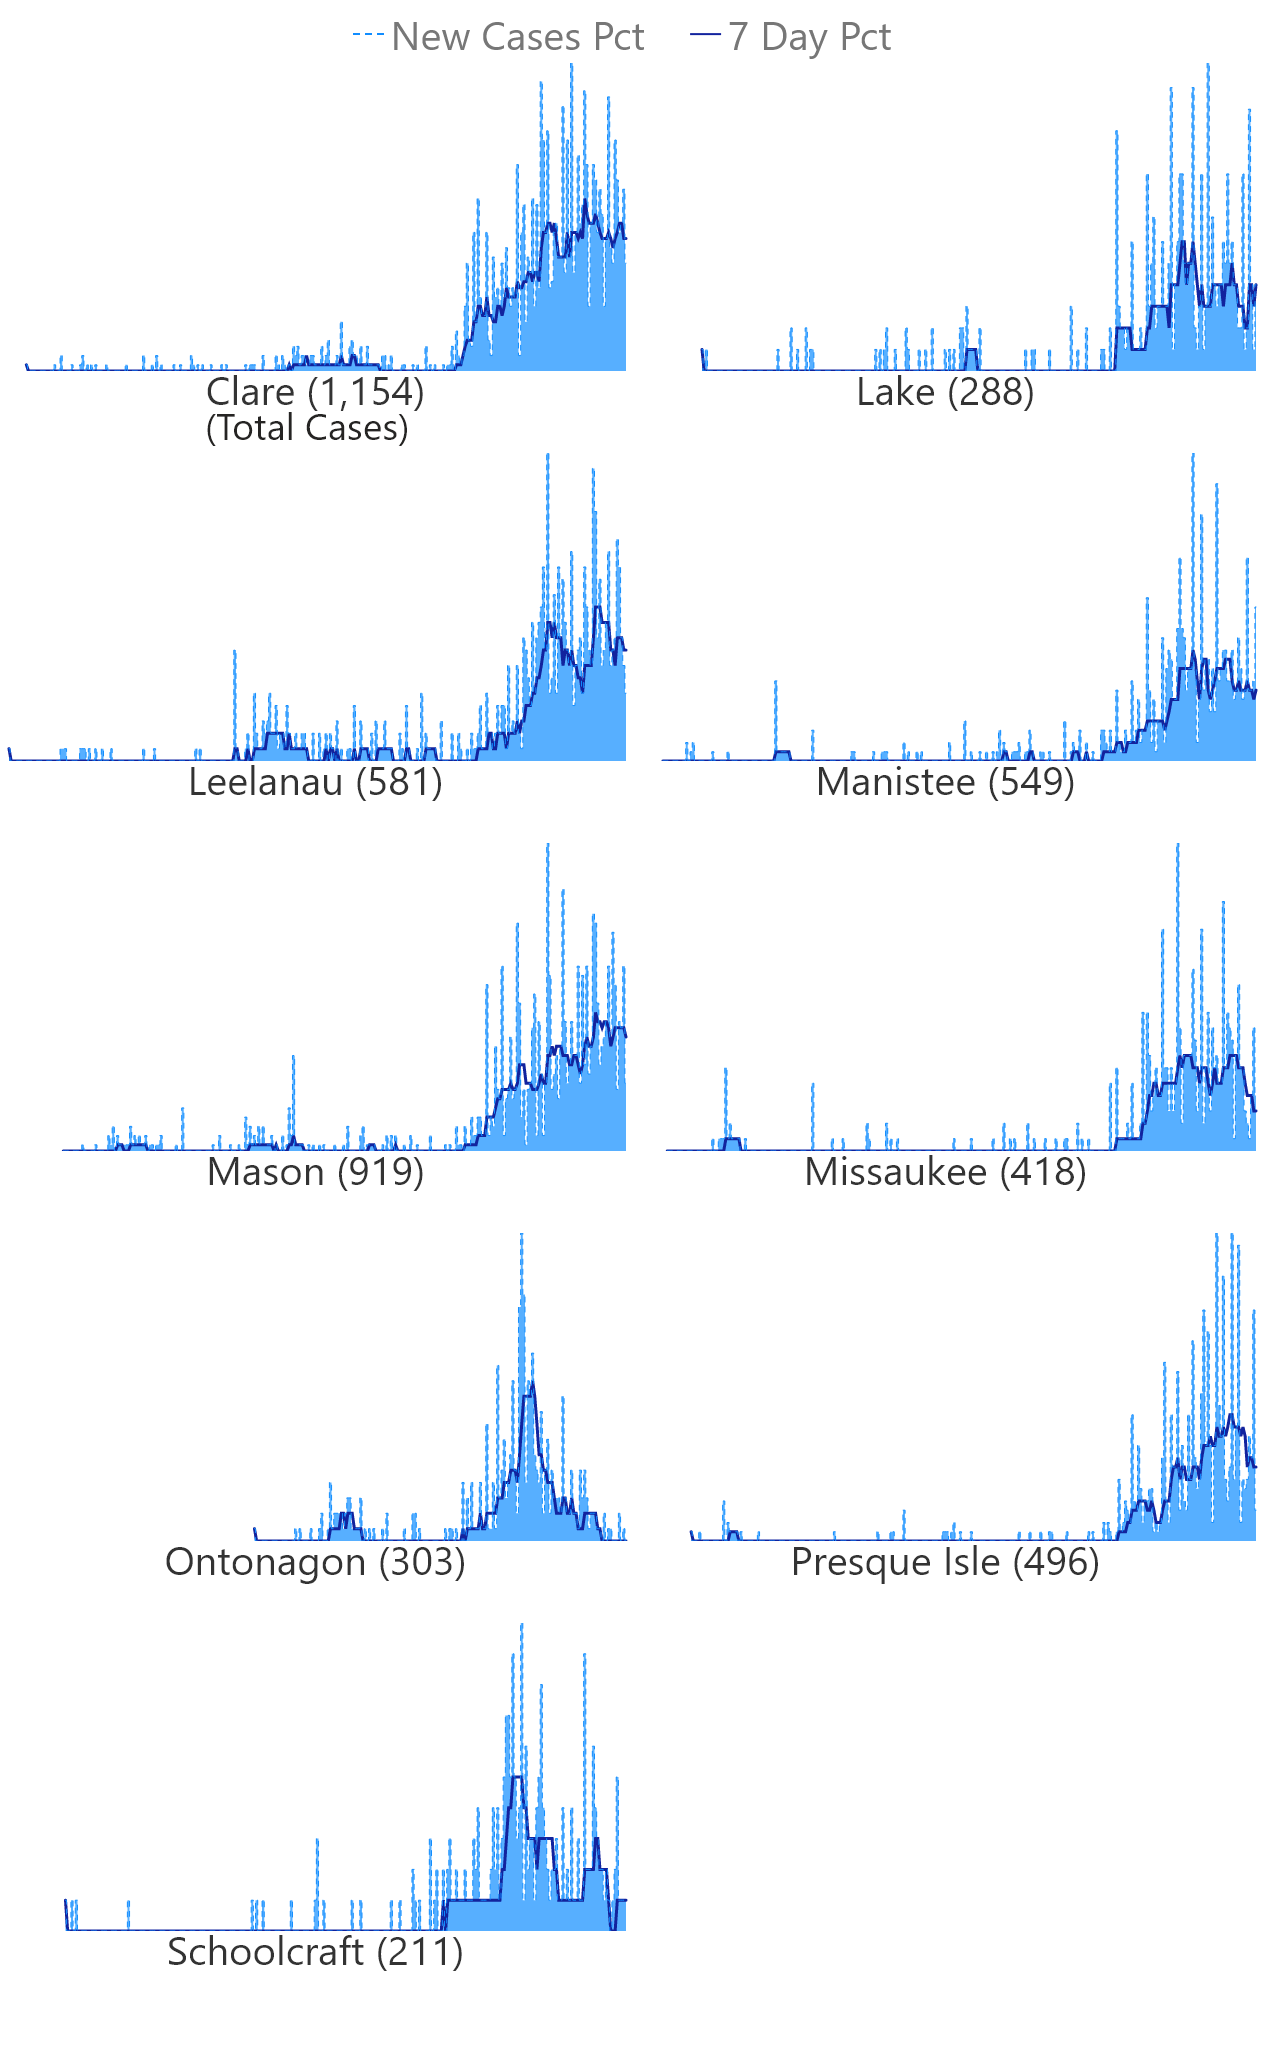 New Cases Pct 7 Day Pct
Clare (1,154)
(Total Cases)
Lake (288)
Leelanau (581)
Manistee (549)
Mason (919)
Missaukee (418)
Ontonagon (303)
Presque Isle (496)
Schoolcraft (211)